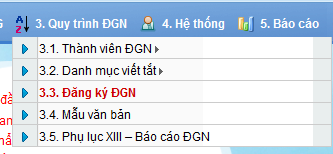 3. Quy trình ĐGN 4. Hệ thống 5. Báo cáo
3.1. Thành viên ĐGN
3.2. Danh mục viết tắt
3.3. Đăng ký ĐGN
3.4. Mẫu văn bản
3.5. Phụ lục XIII – Báo cáo ĐGN